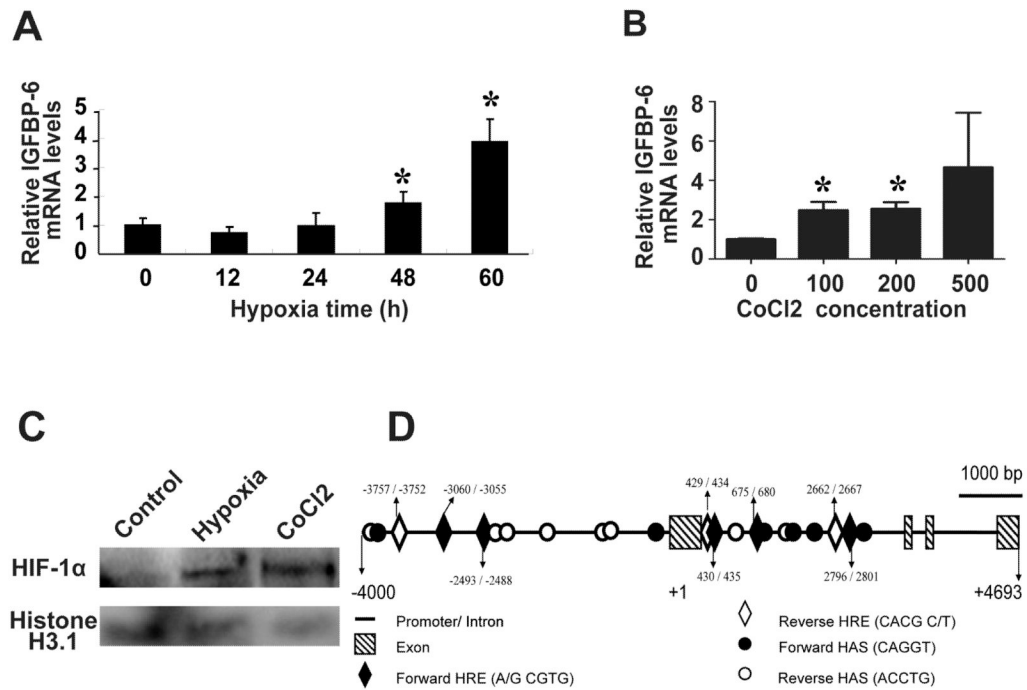 A
Relative IGFBP-6
mRNA levels
5
4
3
2
1
0
*
*
0 12 24 48 60
Hypoxia time (h)
B
Relative IGFBP-6
mRNA levels
8
6
4
2
0
*
*
0 100 200 500
CoCl2 concentration
C
Control
Hypoxia
CoCl2
HIF-1α
Histone
H3.1
D
1000 bp
-3757 / -3752
-3060 / -3055
429 / 434
675 / 680
2662 / 2667
-2493 / -2488
430 / 435
2796 / 2801
-4000
+1
+4693
Promoter/ Intron
Exon
Forward HRE (A/G CGTG)
Reverse HRE (CACG C/T)
Forward HAS (CAGGT)
Reverse HAS (ACCTG)